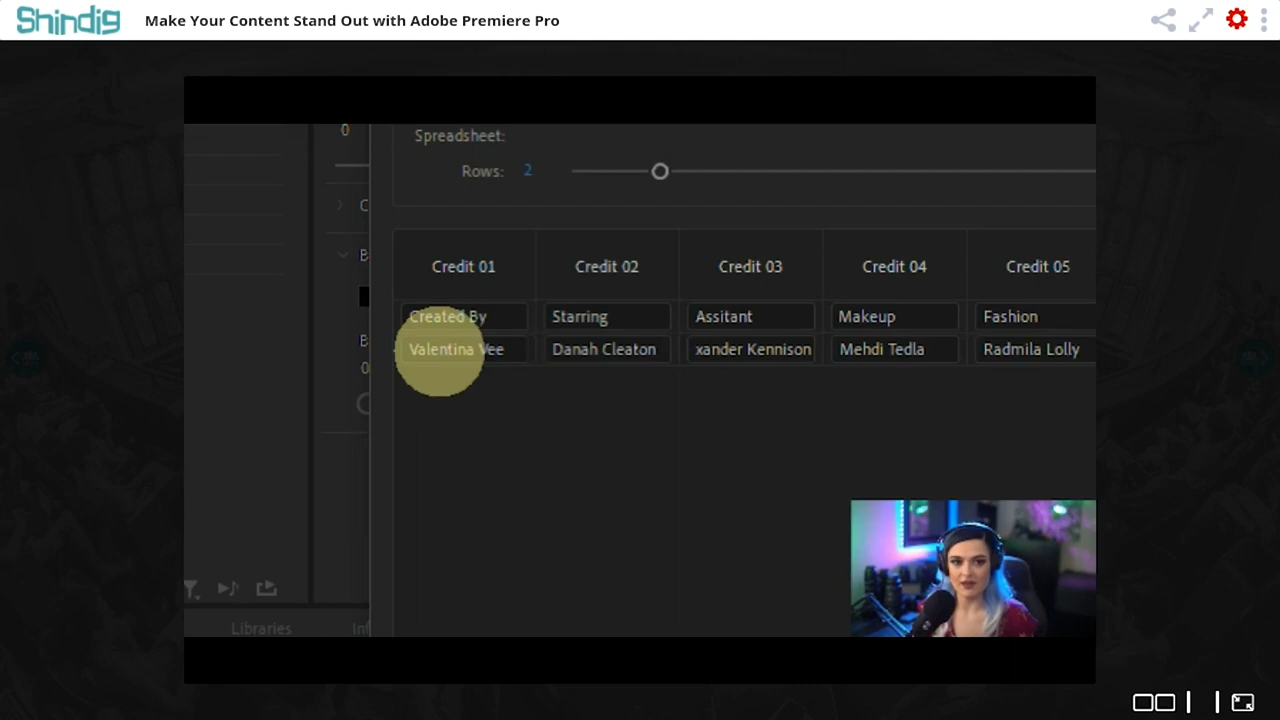 Shindig
Make Your Content Stand Out with Adobe Premiere Pro
0
Spreadsheet:
Rows: 2
C
B
Credit 01 Credit 02 Credit 03 Credit 04 Credit 05
Created By Starring Assitant Makeup Fashion
B
Valentina Vee Danah Cleaton xander Kennison Mehdi Tedla Radmila Lolly
0
Libraries